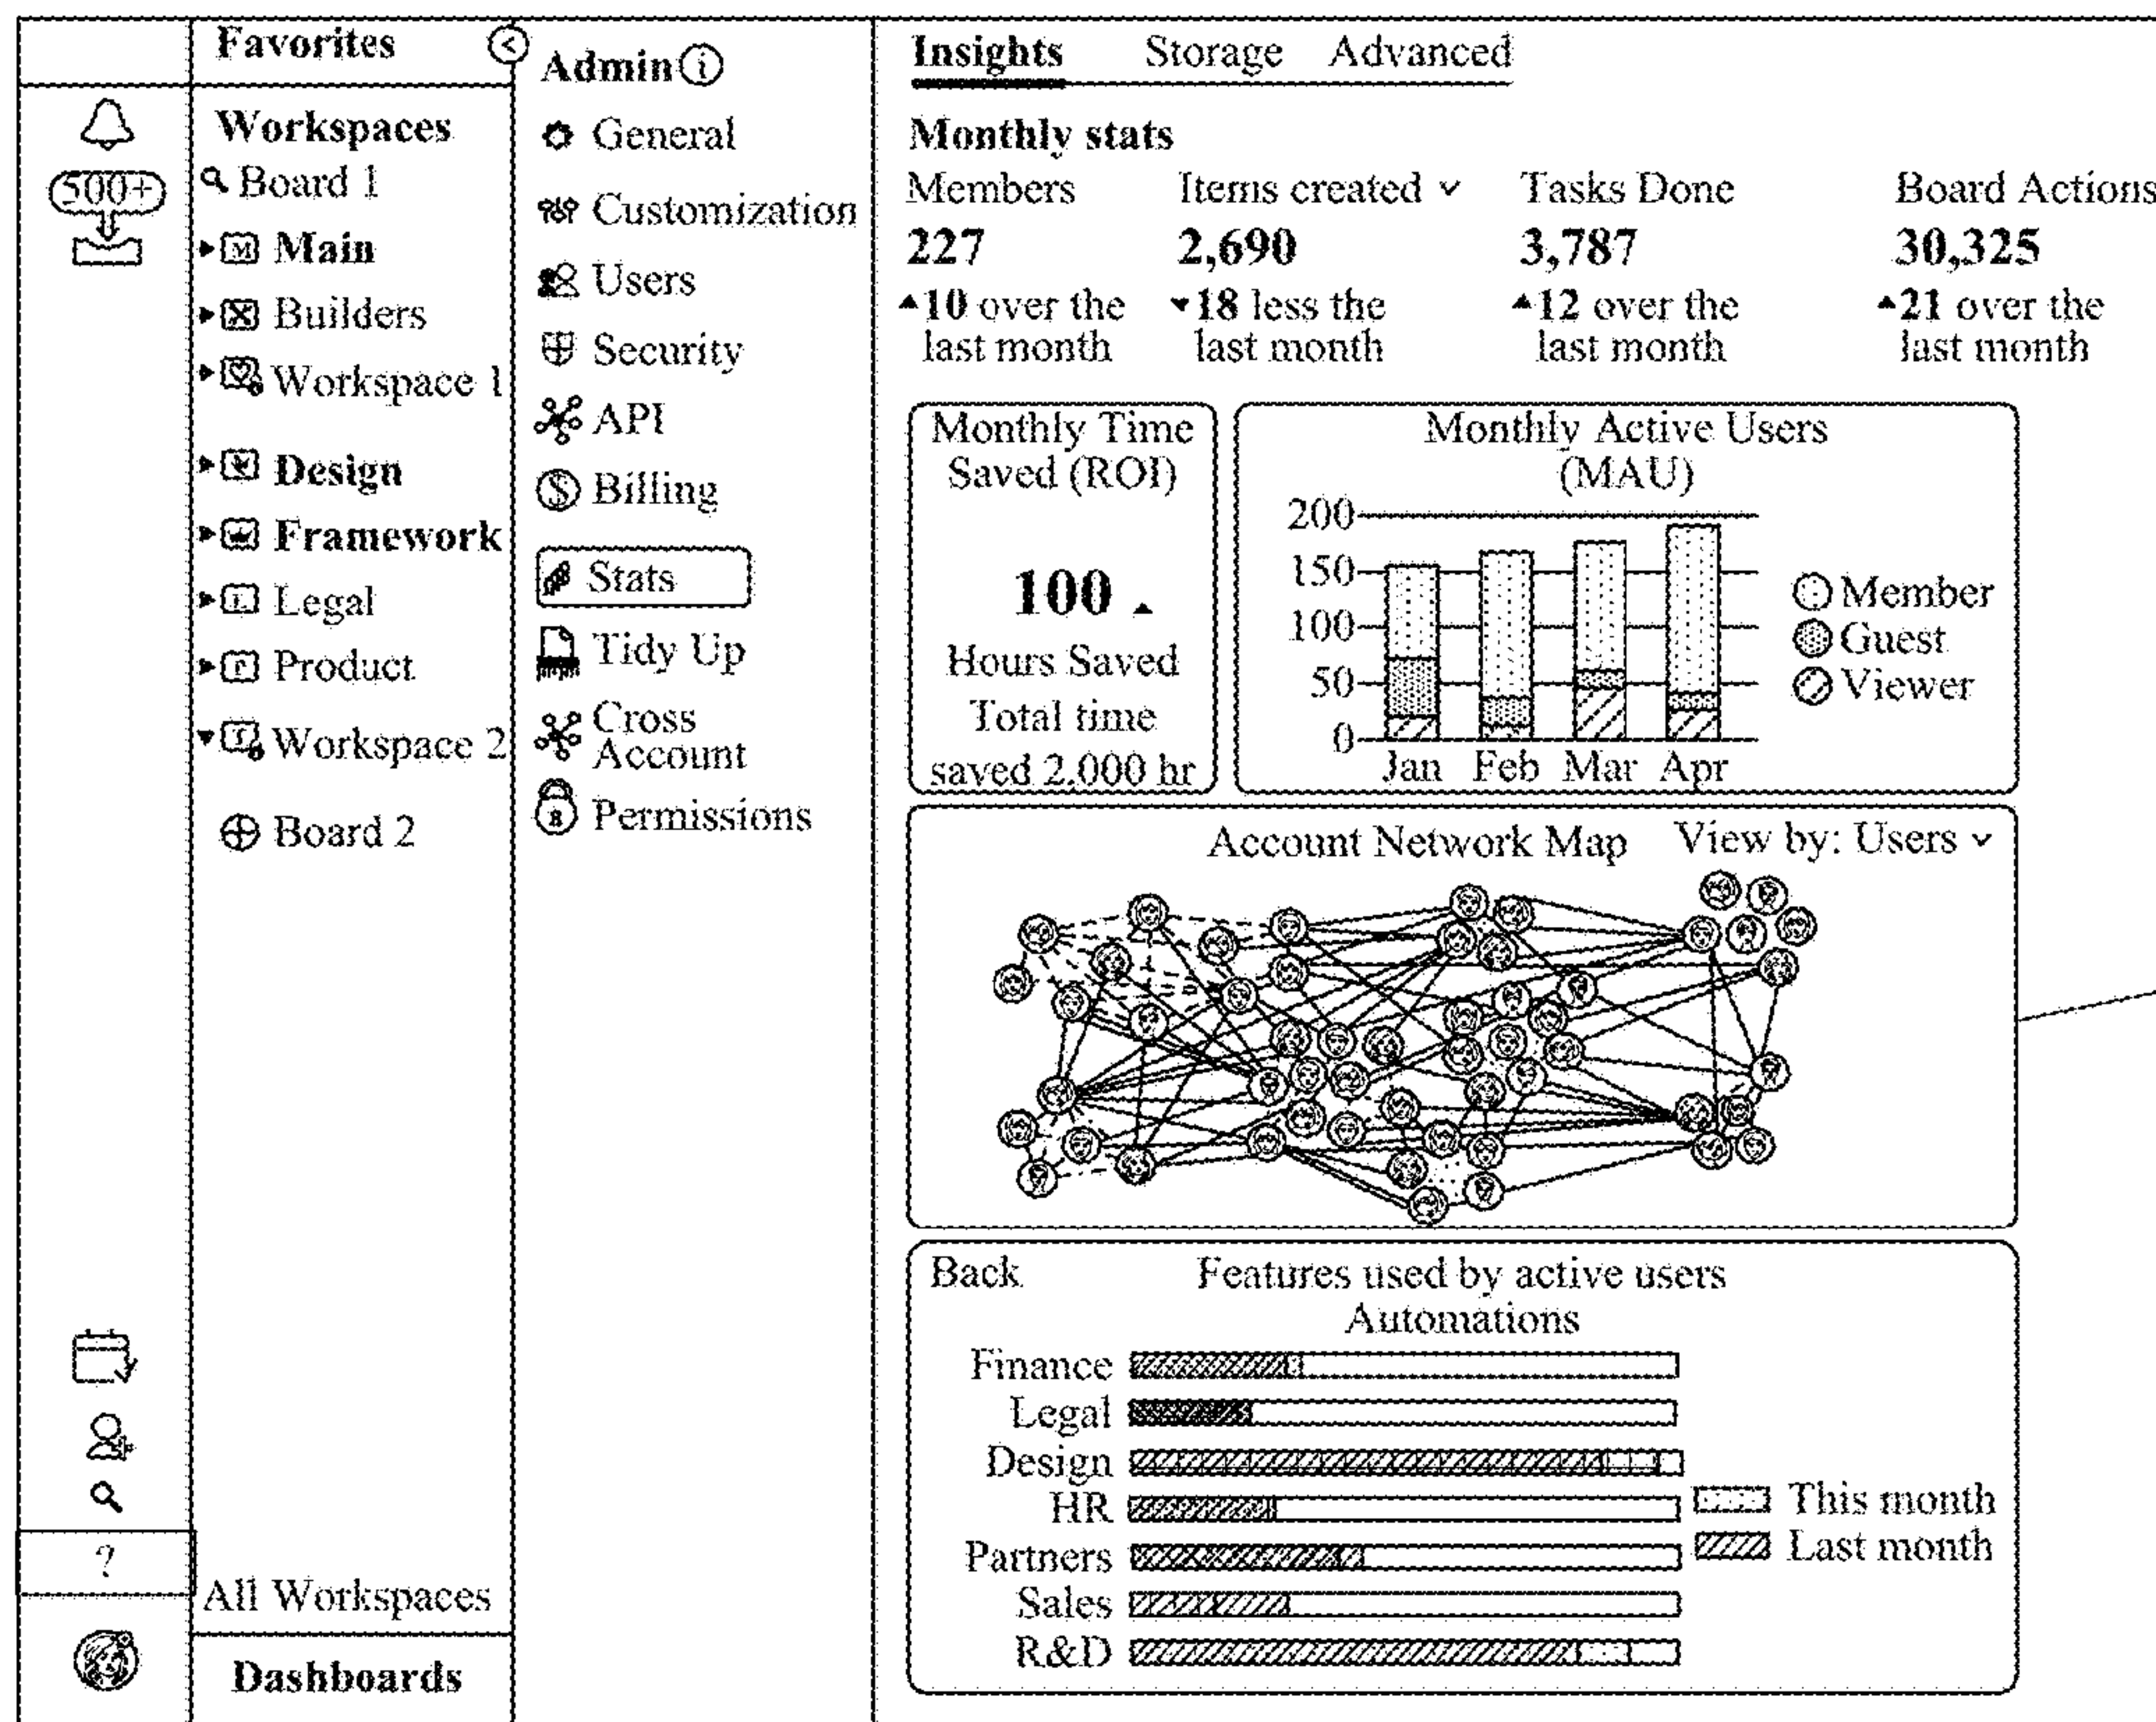 Favorites
Workspaces
Board 1
Main
Builders
Workspace 1
Design
Framework
Legal
Product
Workspace 2
Board 2
All Workspaces
Dashboards
500+
?
Admin
General
Customization
Users
Security
API
Billing
Stats
Tidy Up
Cross
Account
Permissions
Insights Storage Advanced
Monthly stats
Members Items created Tasks Done Board Actions
227 2,690 3,787 30,325
10 over the 18 less the 12 over the 21 over the
last month last month last month last month
Monthly Time
Saved (ROI)
100
Hours Saved
Total time
saved 2,000 hr
Monthly Active Users
(MAU)
200
150
100
50
0
Jan Feb Mar Apr
Member
Guest
Viewer
Account Network Map View by: Users
Back Features used by active users
Automations
Finance
Legal
Design
HR
Partners
Sales
R&D
This month
Last month